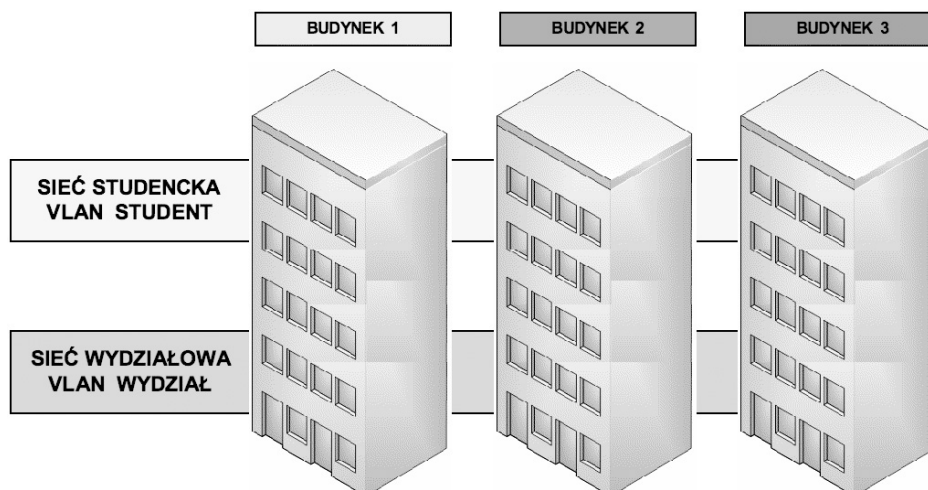 BUDYNEK 1
BUDYNEK 2
BUDYNEK 3
SIEĆ STUDENCKA
VLAN STUDENT
SIEĆ WYDZIAŁOWA
VLAN WYDZIAŁ